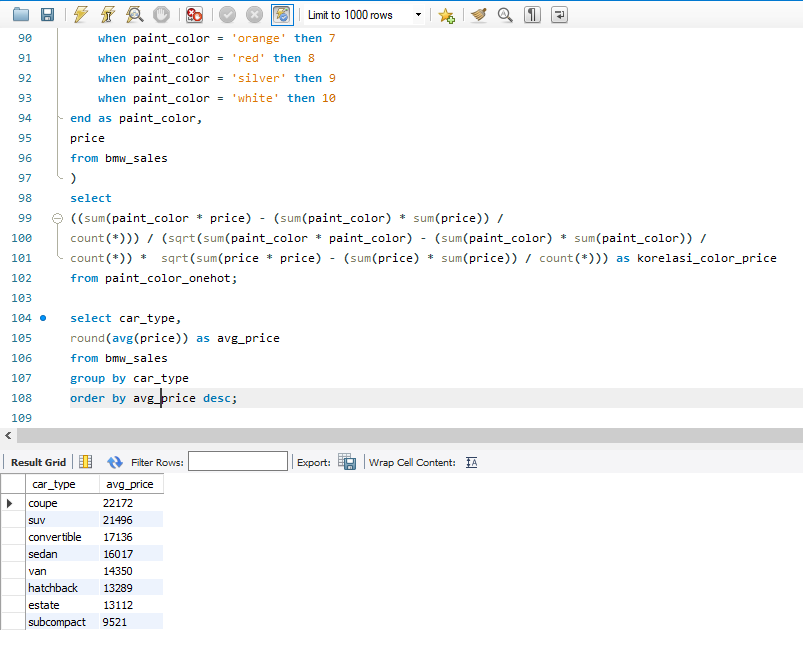 Limit to 1000 rows
90 when paint_color = 'orange' then 7
91 when paint_color = 'red' then 8
92 when paint_color = 'silver' then 9
93 when paint_color = 'white' then 10
94 end as paint_color,
95 price
96 from bmw_sales
97 )
98 select
99 ((sum(paint_color * price) - (sum(paint_color) * sum(price)) /
100 count(*))) / (sqrt(sum(paint_color * paint_color) - (sum(paint_color) * sum(paint_color)) /
101 count(*)) *  sqrt(sum(price * price) - (sum(price) * sum(price)) / count(*))) as korelasi_color_price
102 from paint_color_onehot;
103
104 select car_type,
105 round(avg(price)) as avg_price
106 from bmw_sales
107 group by car_type
108 order by avg_price desc;
109
Result Grid Filter Rows: Export: Wrap Cell Content: IA
car_type avg_price
coupe 22172
suv 21496
convertible 17136
sedan 16017
van 14350
hatchback 13289
estate 13112
subcompact 9521